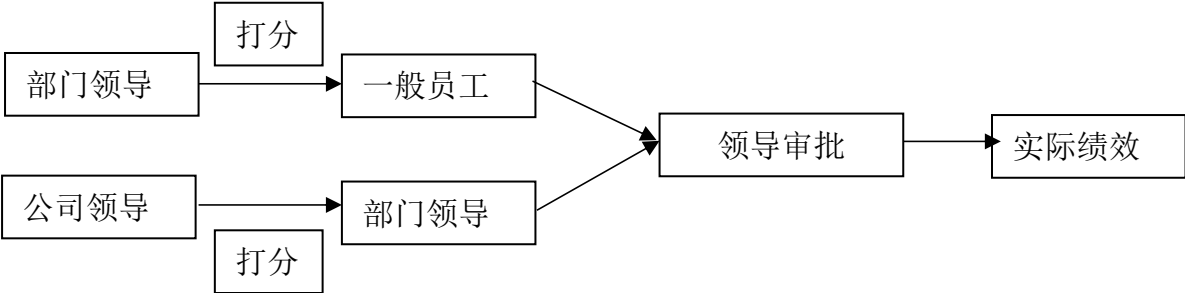 打分
部门领导
一般员工
领导审批
实际绩效
公司领导
部门领导
打分